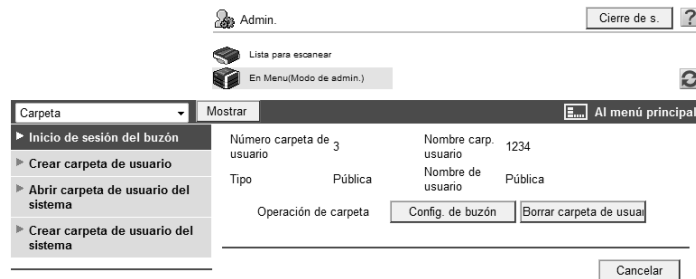 Admin.
Cierre de s.
?
Lista para escanear
En Menu(Modo de admin.)
Carpeta
Mostrar
Al menú principal
Inicio de sesión del buzón
Crear carpeta de usuario
Abrir carpeta de usuario del
sistema
Crear carpeta de usuario del
sistema
Número carpeta de
usuario
3
Nombre carp.
usuario
1234
Tipo
Pública
Nombre de
usuario
Pública
Operación de carpeta
Config. de buzón
Borrar carpeta de usuai
Cancelar